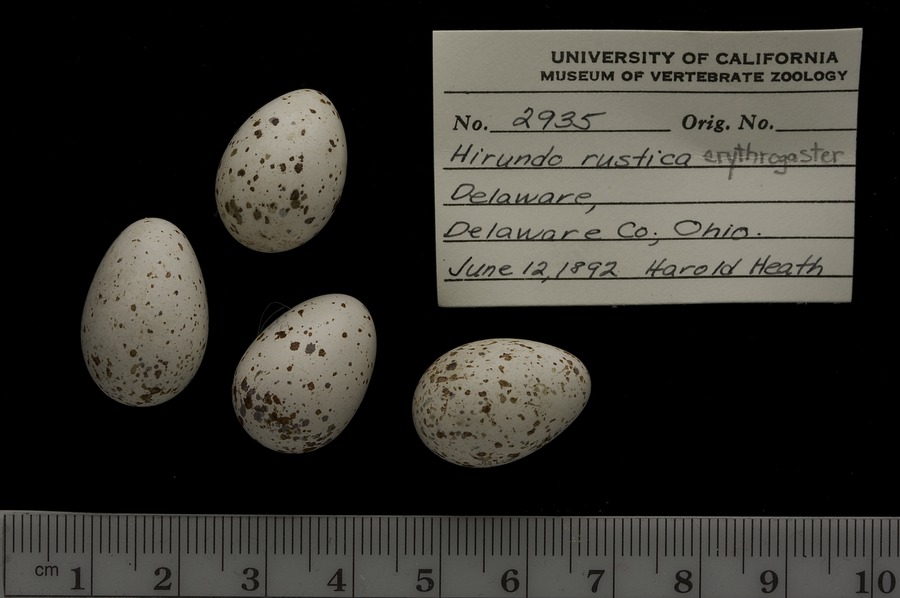 UNIVERSITY OF CALIFORNIA
MUSEUM OF VERTEBRATE ZOOLOGY
No. 2935 Orig. No.
Hirundo rustica erythrogaster
Delaware,
Delaware Co; Ohio.
June 12, 1892 Harold Heath
cm 1 2 3 4 5 6 7 8 9 10